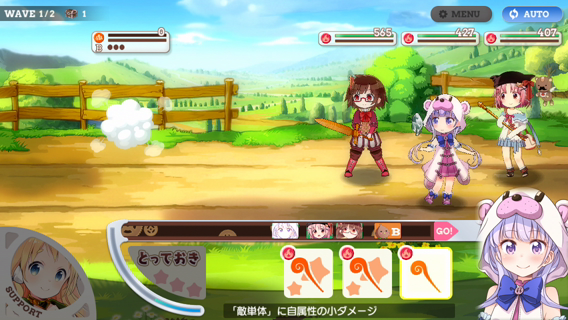 WAVE 1/2 1
MENU
AUTO
0
B
565
427
407
B
GO!
とっておき
SUPPORT
「敵単体」に自属性の小ダメージ